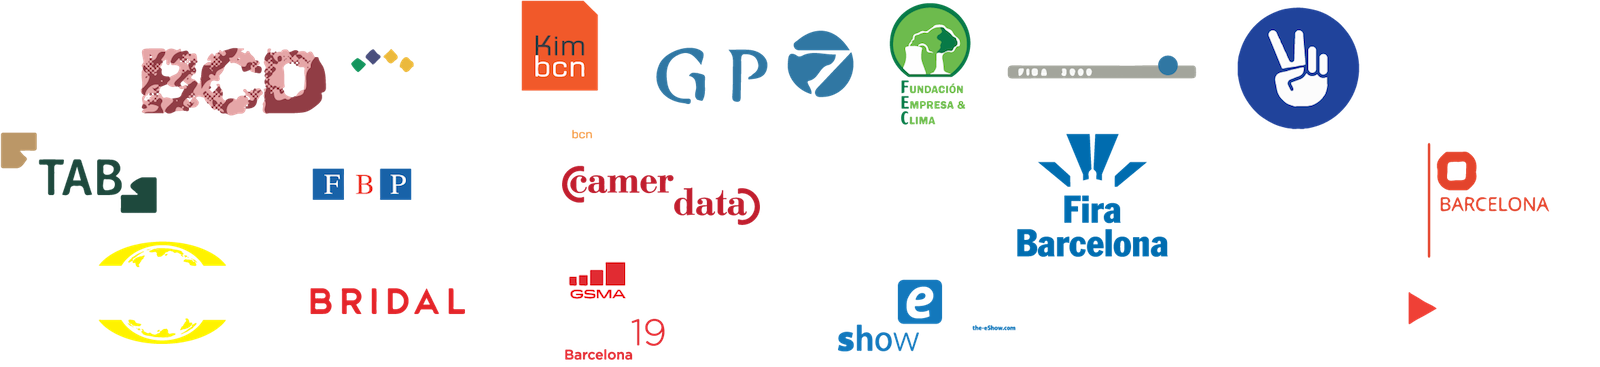 BCD
Kim
bcn
GP
FUNDACIÓN
EMPRESA &
CLIMA
FIRA 2000
bcn
TAB
FBP
camer
data
Fira
Barcelona
BARCELONA
BRIDAL
GSMA
19
Barcelona
e
show
the-eShow.com